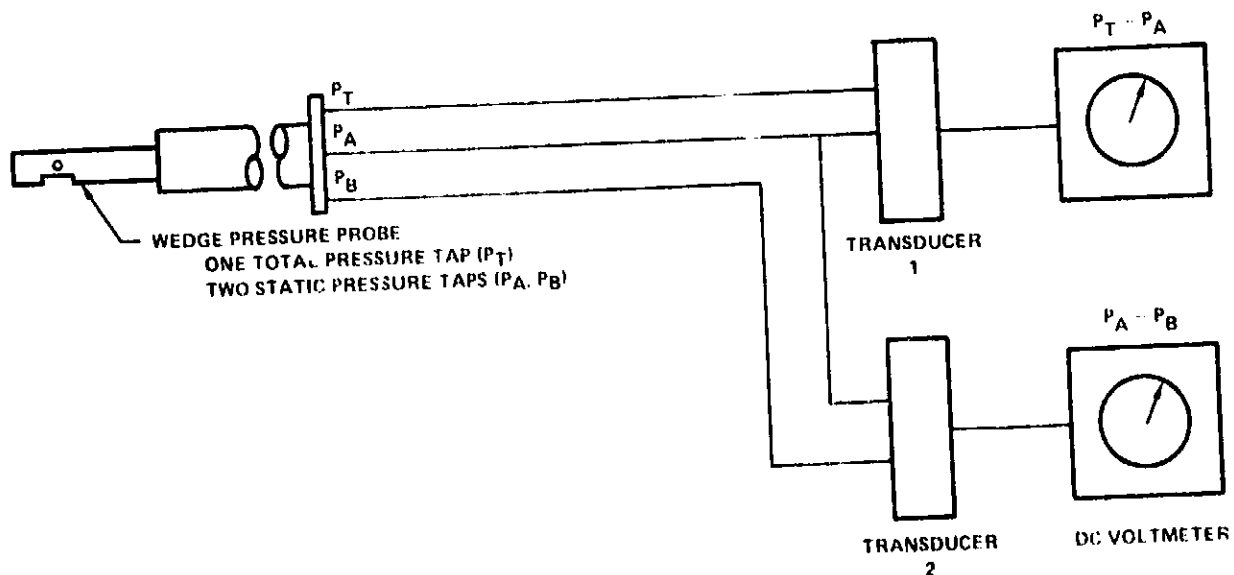 P_T - P_A
P_T
P_A
P_B
WEDGE PRESSURE PROBE
ONE TOTAL PRESSURE TAP (P_T)
TWO STATIC PRESSURE TAPS (P_A, P_B)
TRANSDUCER
1
P_A - P_B
TRANSDUCER
2
DC VOLTMETER